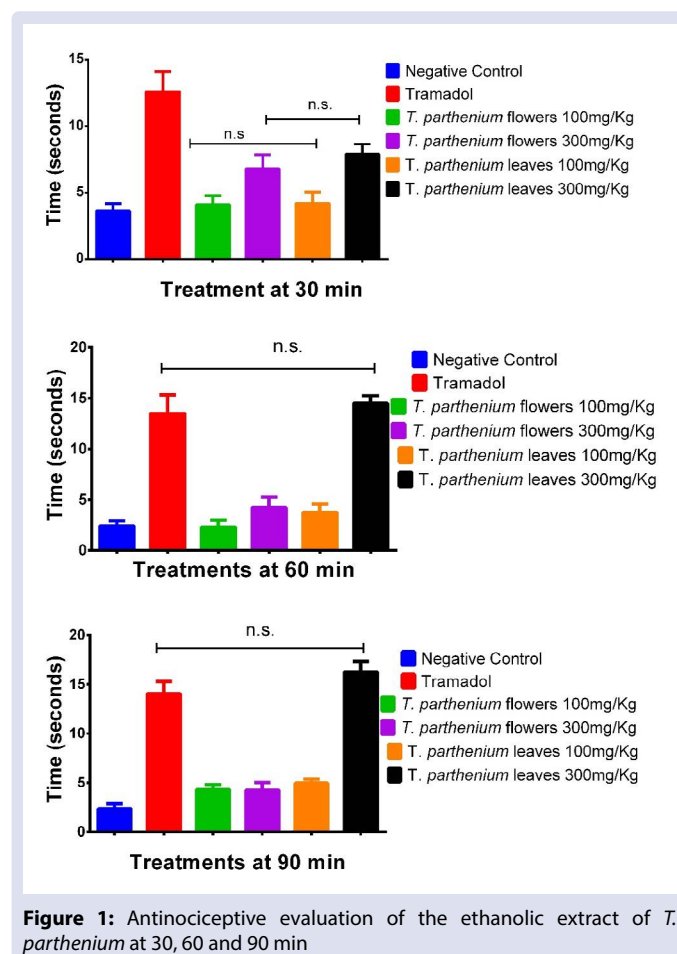 15
10
5
0
Time (seconds)
n.s
n.s.
Negative Control
Tramadol
T. parthenium flowers 100mg/Kg
T. parthenium flowers 300mg/Kg
T. parthenium leaves 100mg/Kg
T. parthenium leaves 300mg/Kg
Treatment at 30 min
20
15
10
5
0
Time (seconds)
n.s.
Negative Control
Tramadol
T. parthenium flowers 100mg/Kg
T. parthenium flowers 300mg/Kg
T. parthenium leaves 100mg/Kg
T. parthenium leaves 300mg/Kg
Treatments at 60 min
20
15
10
5
0
Time (seconds)
n.s.
Negative Control
Tramadol
T. parthenium flowers 100mg/Kg
T. parthenium flowers 300mg/Kg
T. parthenium leaves 100mg/Kg
T. parthenium leaves 300mg/Kg
Treatments at 90 min
Figure 1: Antinociceptive evaluation of the ethanolic extract of T.
parthenium at 30, 60 and 90 min